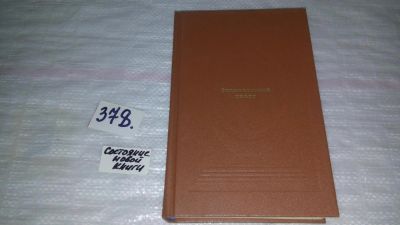 378.
Состояние
новой
книги